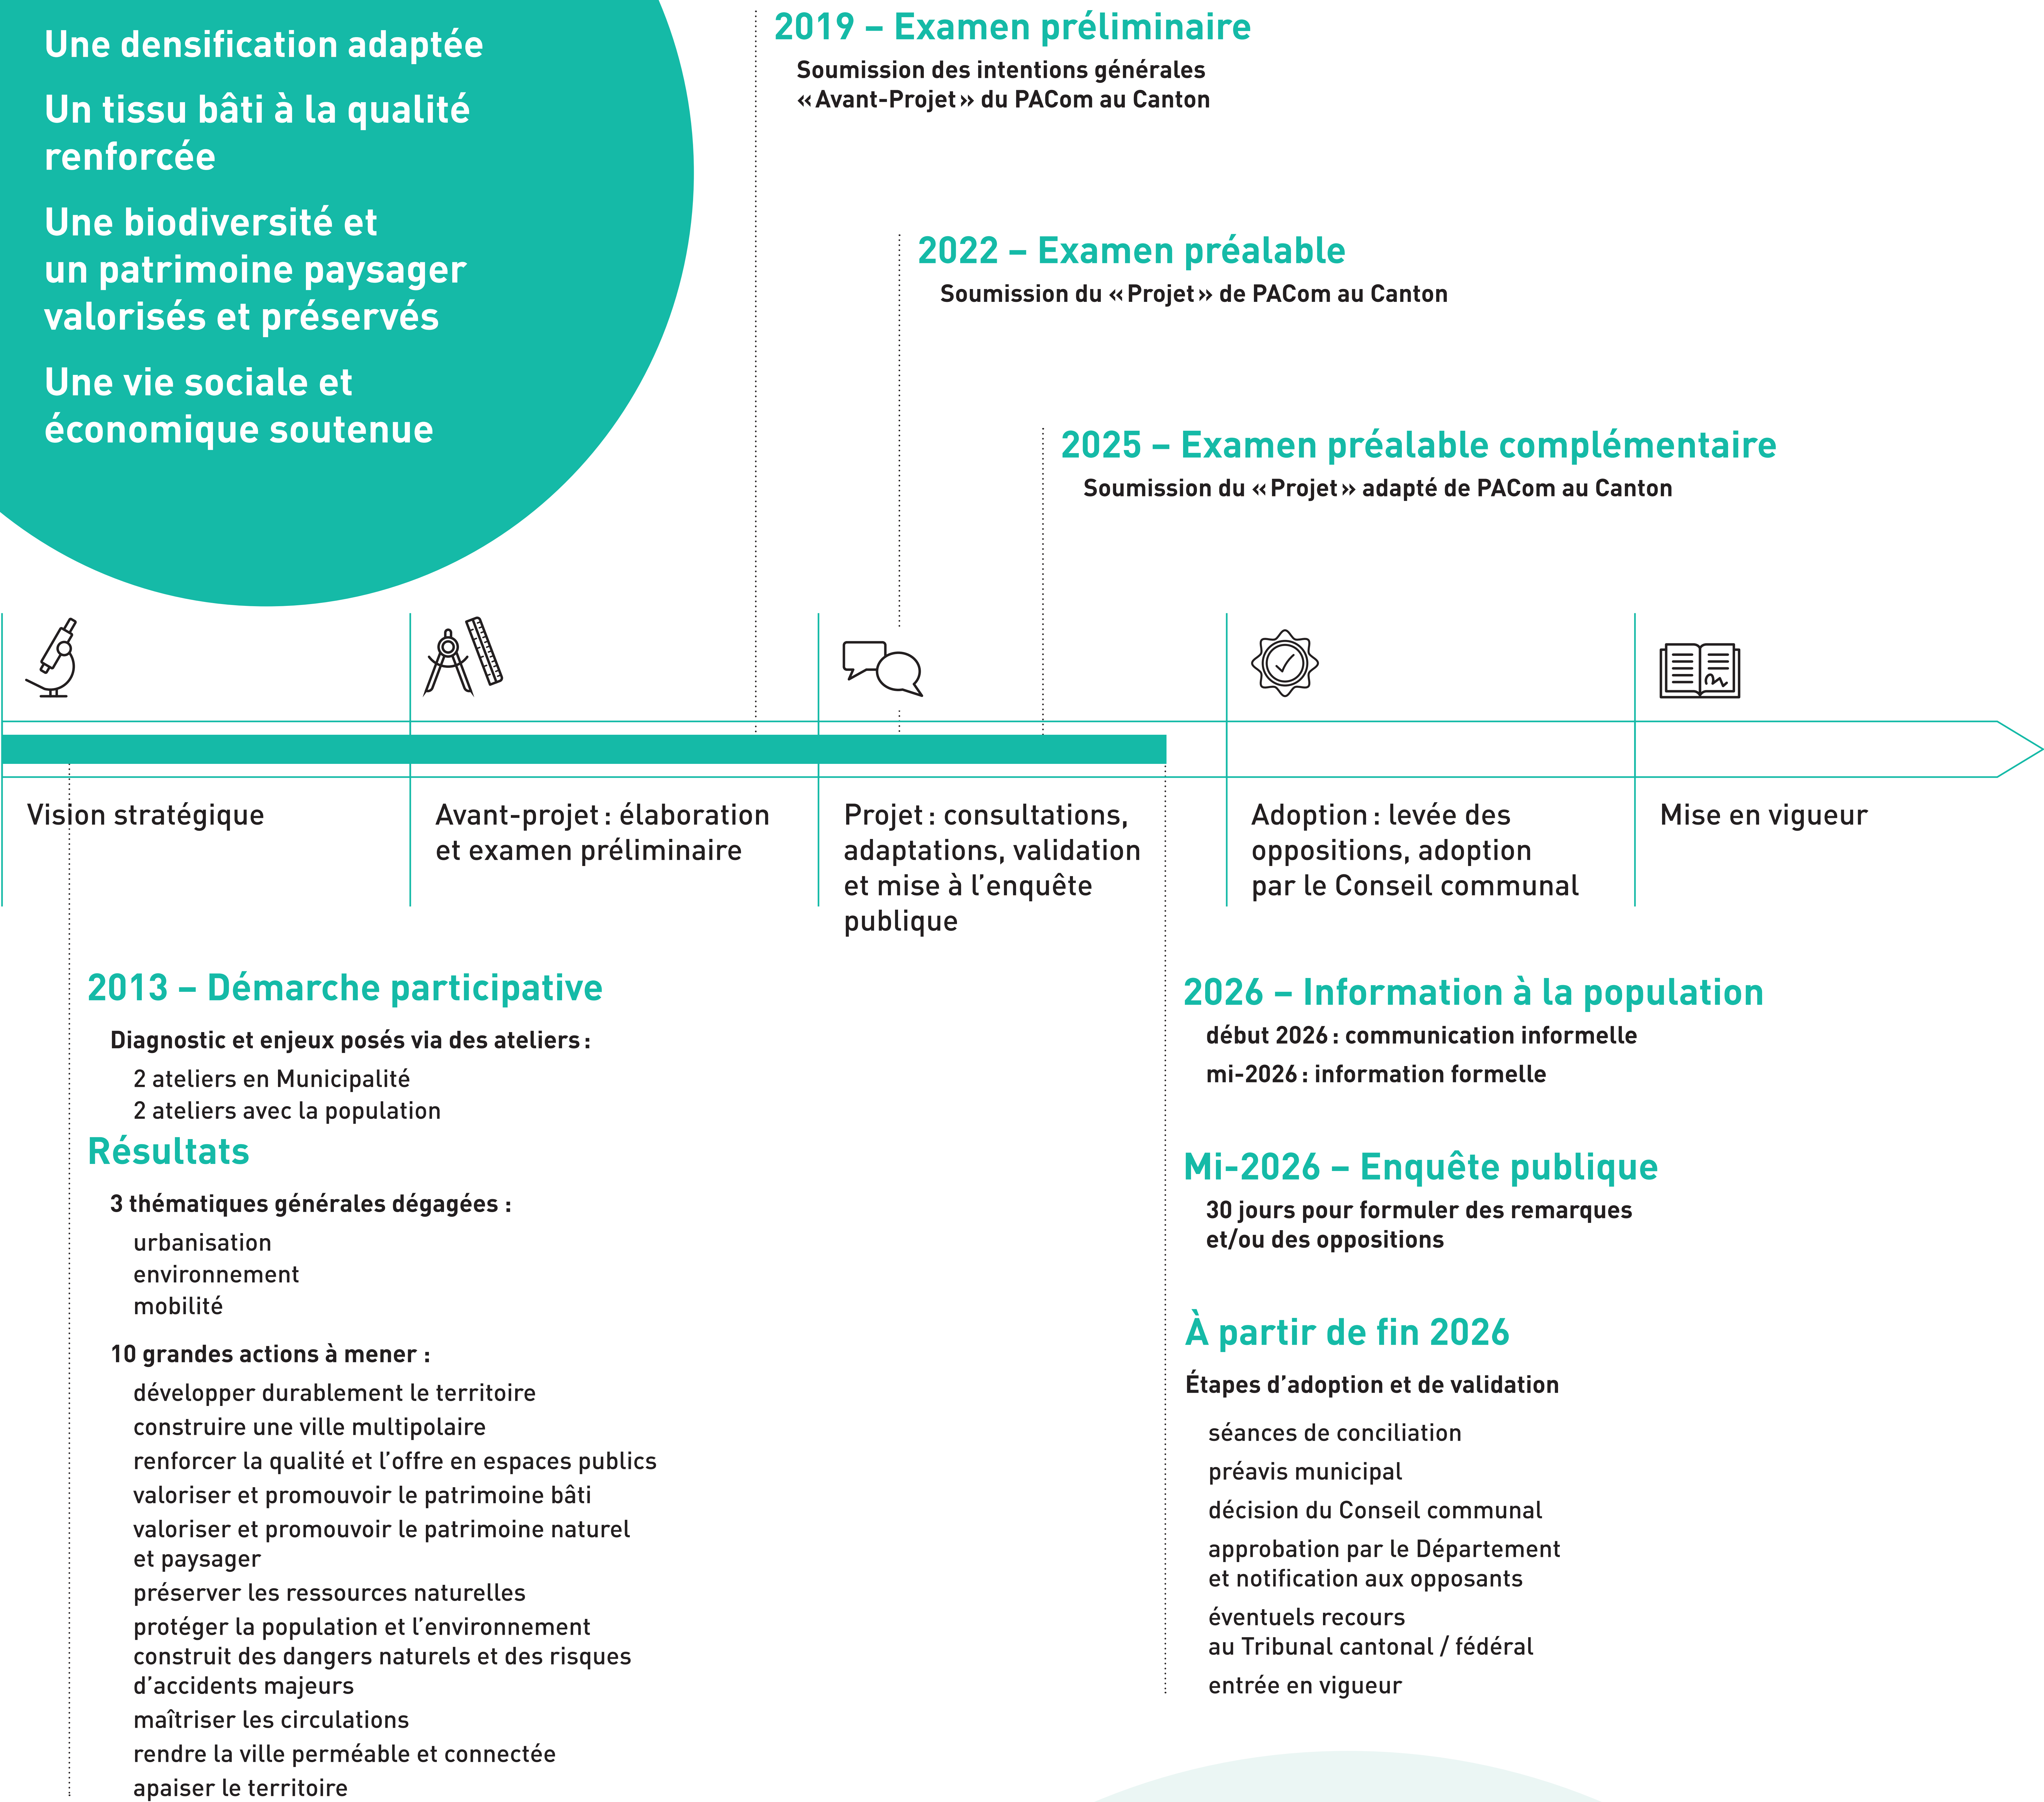 Une densification adaptée
Un tissu bâti à la qualité
renforcée
Une biodiversité et
un patrimoine paysager
valorisés et préservés
Une vie sociale et
économique soutenue
2019 – Examen préliminaire
Soumission des intentions générales
«Avant-Projet» du PACom au Canton
2022 – Examen préalable
Soumission du «Projet» de PACom au Canton
2025 – Examen préalable complémentaire
Soumission du «Projet» adapté de PACom au Canton
Vision stratégique
Avant-projet : élaboration
et examen préliminaire
Projet : consultations,
adaptations, validation
et mise à l’enquête
publique
Adoption : levée des
oppositions, adoption
par le Conseil communal
Mise en vigueur
2013 – Démarche participative
Diagnostic et enjeux posés via des ateliers :
2 ateliers en Municipalité
2 ateliers avec la population
Résultats
3 thématiques générales dégagées :
urbanisation
environnement
mobilité
10 grandes actions à mener :
développer durablement le territoire
construire une ville multipolaire
renforcer la qualité et l’offre en espaces publics
valoriser et promouvoir le patrimoine bâti
valoriser et promouvoir le patrimoine naturel
et paysager
préserver les ressources naturelles
protéger la population et l’environnement
construit des dangers naturels et des risques
d’accidents majeurs
maîtriser les circulations
rendre la ville perméable et connectée
apaiser le territoire
2026 – Information à la population
début 2026 : communication informelle
mi-2026 : information formelle
Mi-2026 – Enquête publique
30 jours pour formuler des remarques
et/ou des oppositions
À partir de fin 2026
Étapes d’adoption et de validation
séances de conciliation
préavis municipal
décision du Conseil communal
approbation par le Département
et notification aux opposants
éventuels recours
au Tribunal cantonal / fédéral
entrée en vigueur